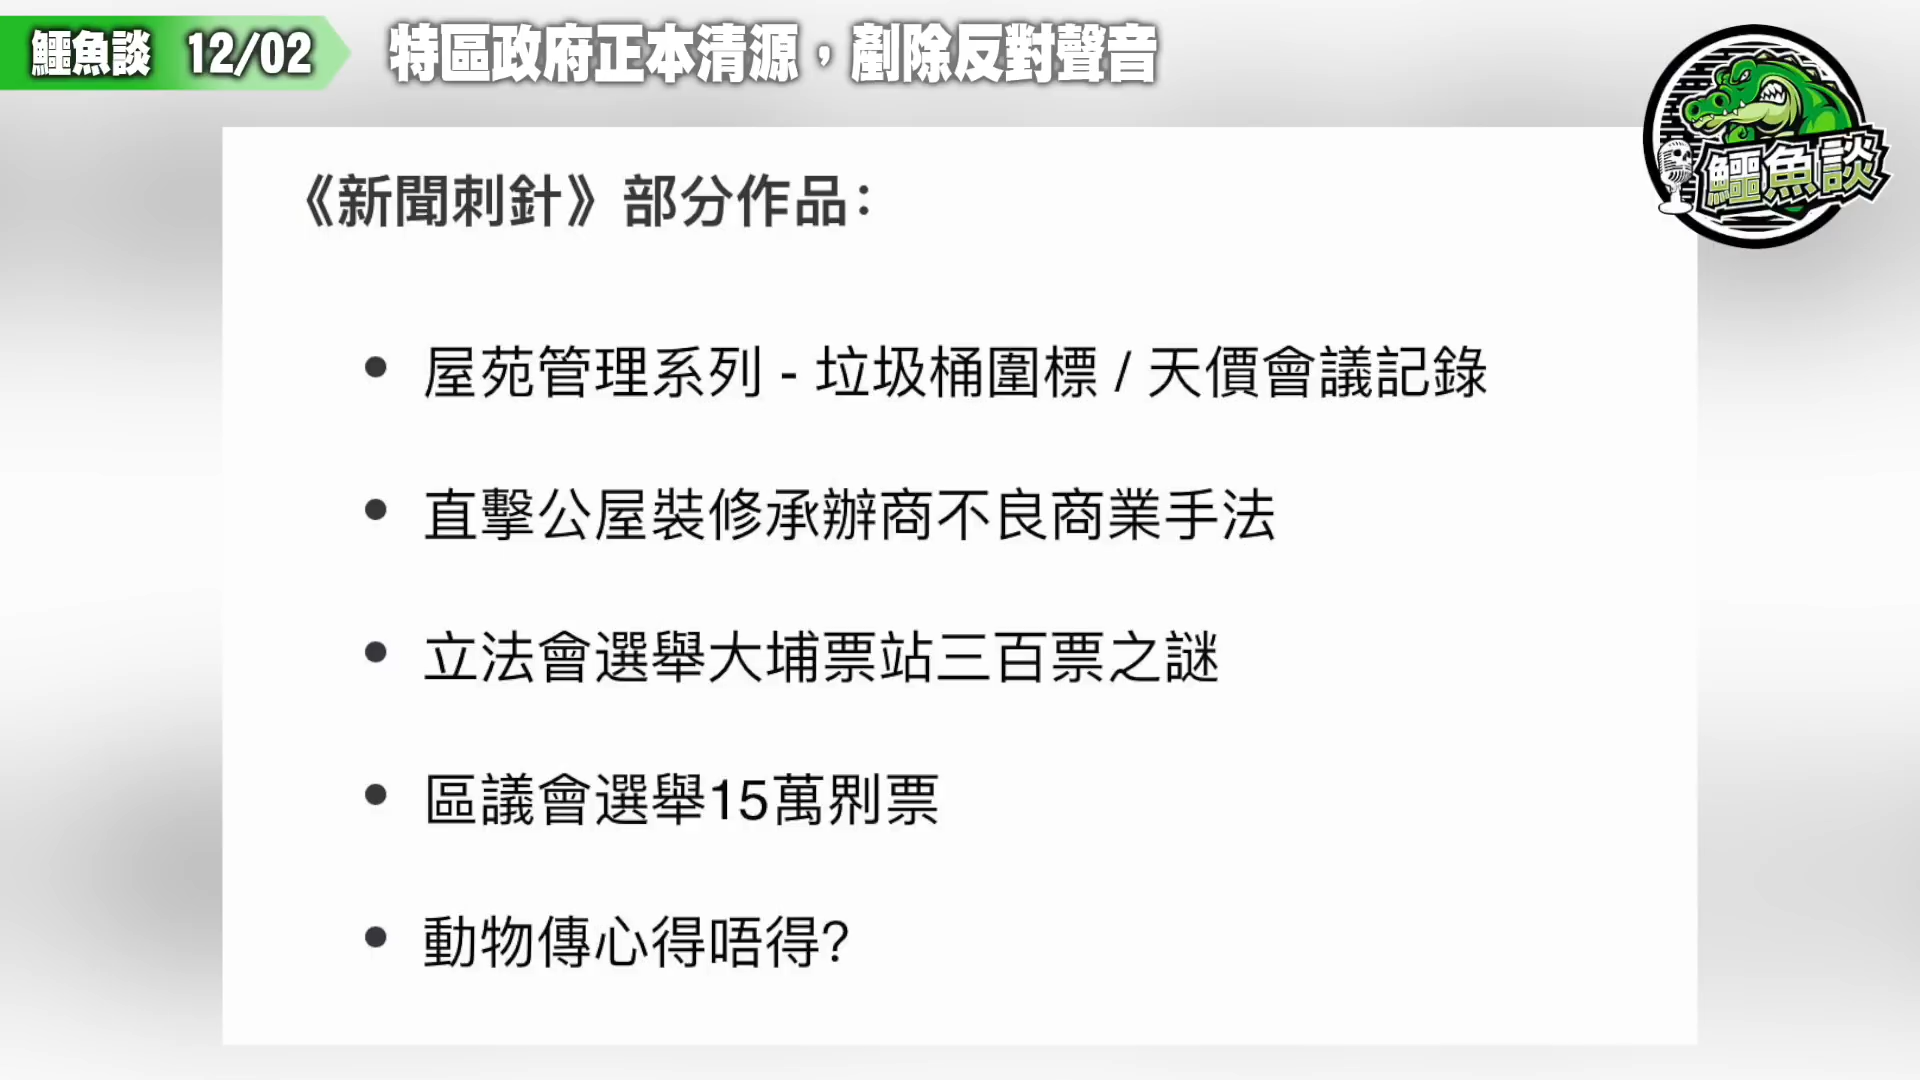 鱷魚談 12/02
特區政府正本清源，剷除反對聲音
鱷魚談
《新聞刺針》部分作品：
• 屋苑管理系列 - 垃圾桶圍標 / 天價會議記錄
• 直擊公屋裝修承辦商不良商業手法
• 立法會選舉大埔票站三百票之謎
• 區議會選舉15萬𠝹票
• 動物傳心得唔得?